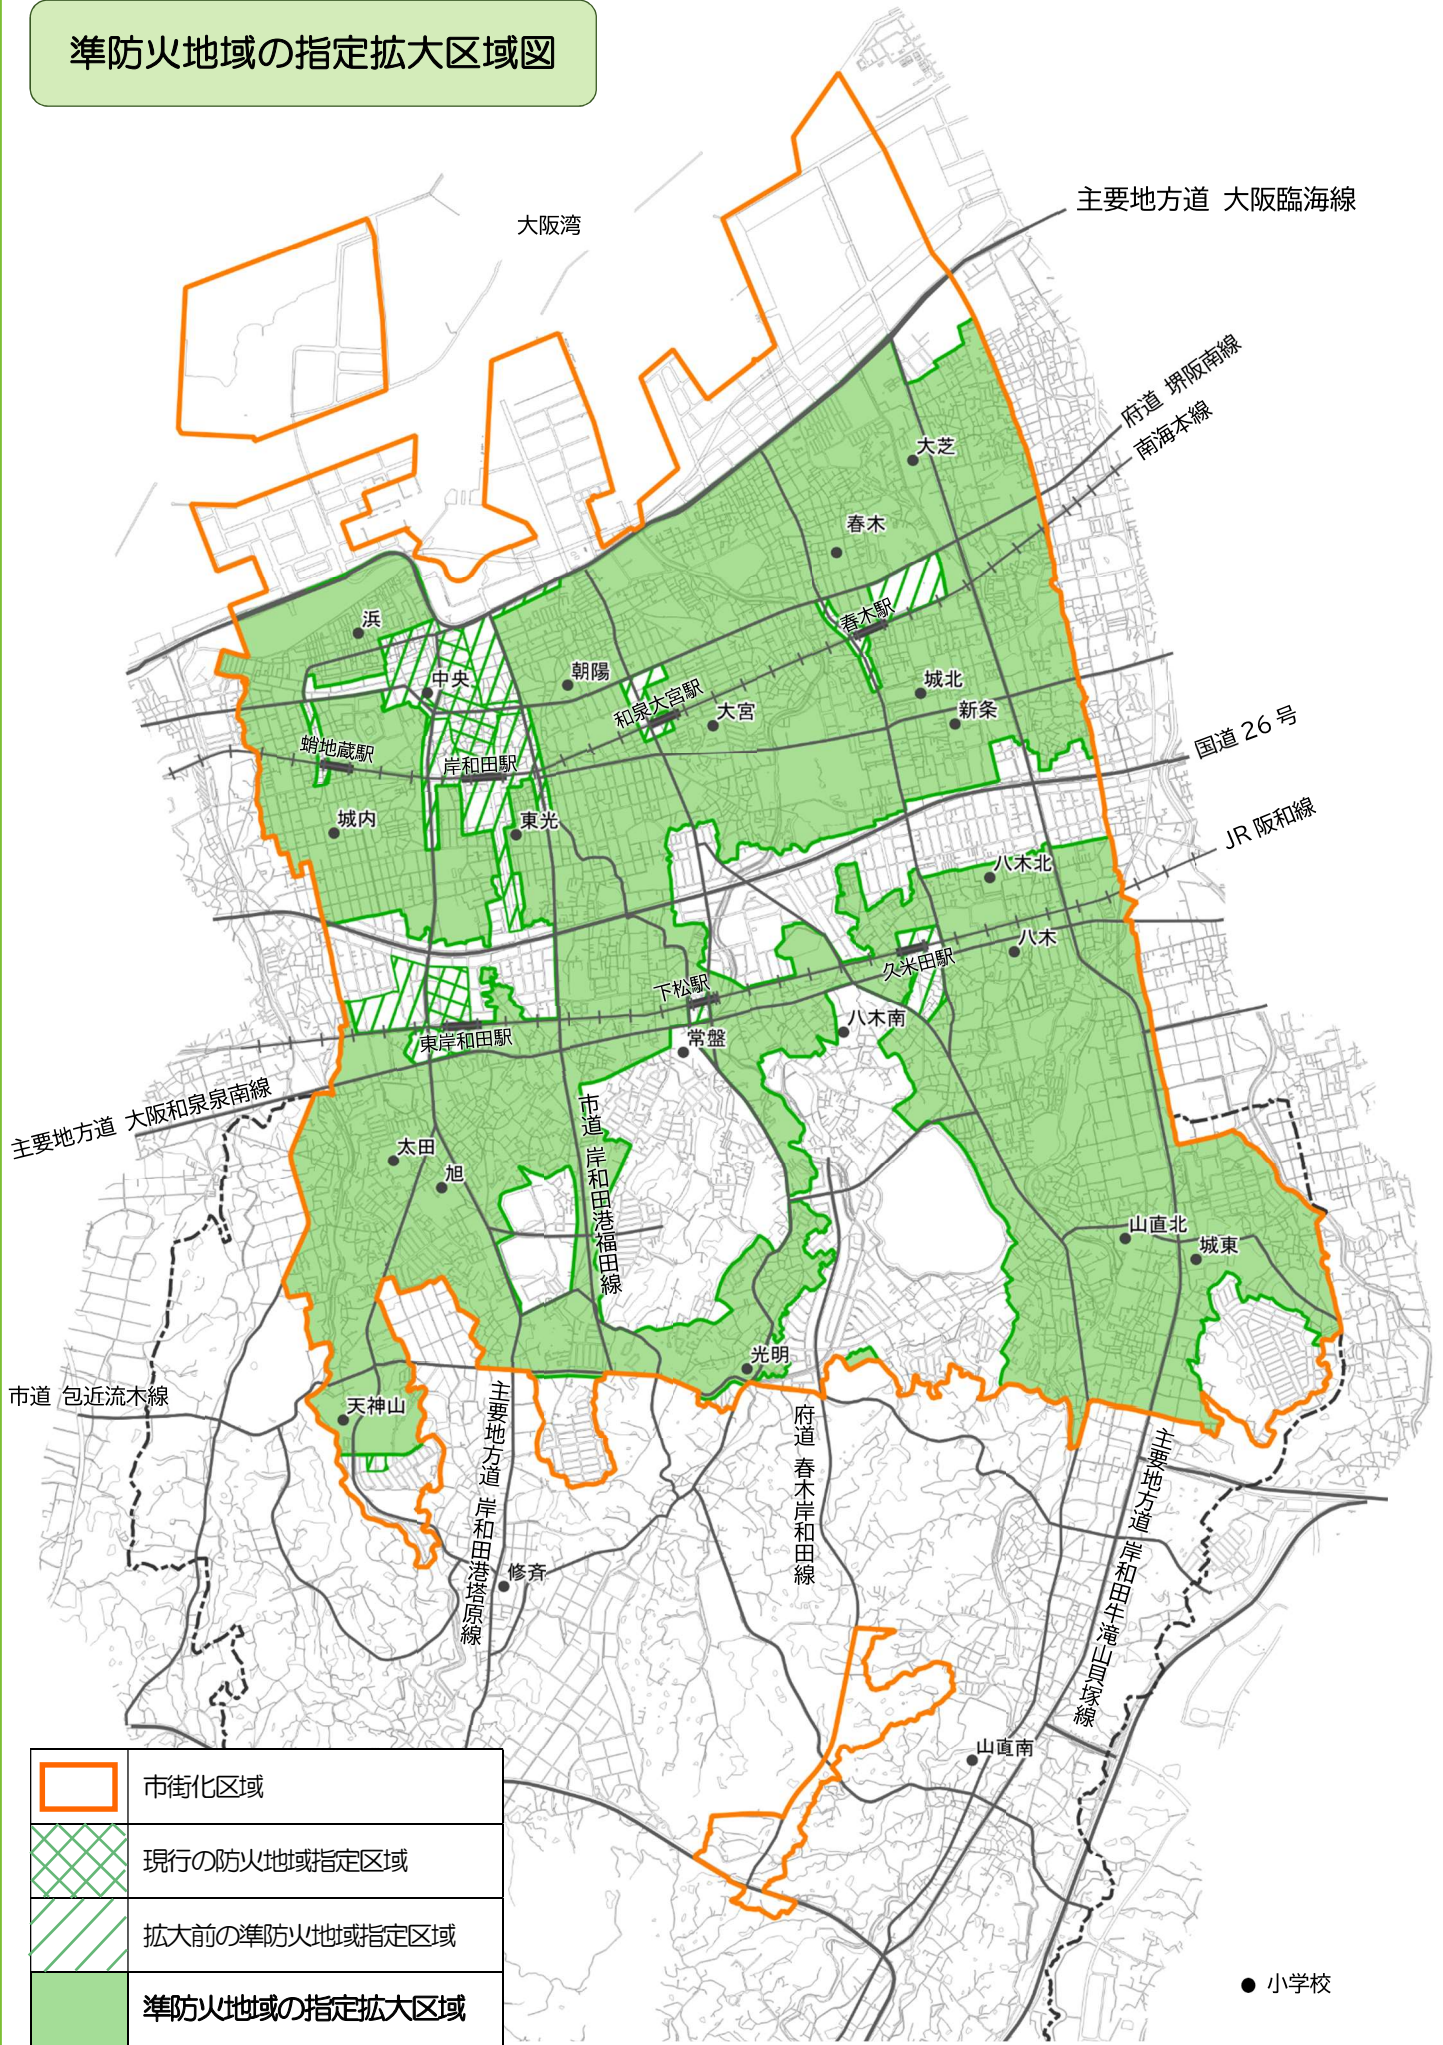 準防火地域の指定拡大区域図
主要地方道 大阪臨海線
大阪湾
府道 堺阪南線
南海本線
大芝
春木
春木駅
浜
中央
朝陽
城北
和泉大宮駅
大宮
新条
国道26号
蛸地蔵駅
岸和田駅
城内
東光
JR阪和線
八木北
八木
久米田駅
下松駅
八木南
東岸和田駅
常盤
主要地方道 大阪和泉泉南線
市道 岸和田港福田線
太田
旭
山直北
城東
光明
市道 包近流木線
天神山
主要地方道 岸和田港塔原線
府道 春木岸和田線
主要地方道 岸和田牛滝山貝塚線
修斉
山直南
市街化区域
現行の防火地域指定区域
拡大前の準防火地域指定区域
準防火地域の指定拡大区域
小学校